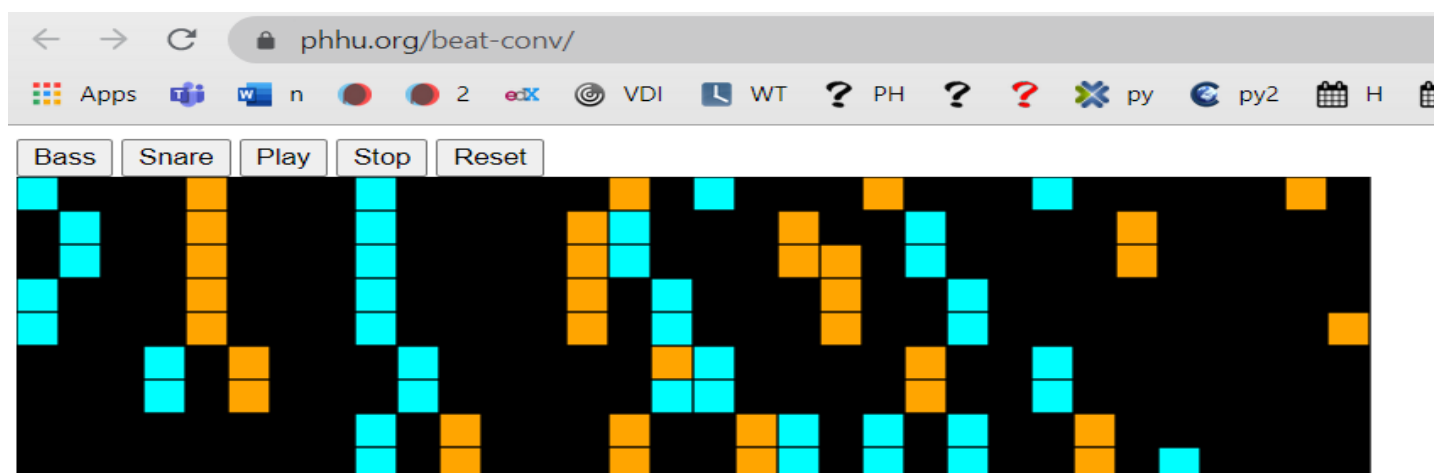 phhu.org/beat-conv/
Apps n 2 edX VDI WT ? PH ? ? py py2 H
Bass Snare Play Stop Reset